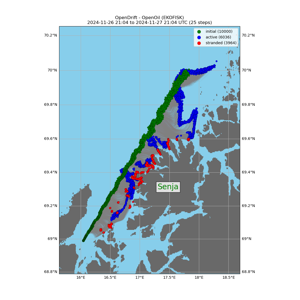 OpenDrift - OpenOil (EKOFISK)
2024-11-26 21:04 to 2024-11-27 21:04 UTC (25 steps)
initial (10000)
active (6036)
stranded (3964)
70.2°N 70.2°N
70°N 70°N
69.8°N 69.8°N
69.6°N 69.6°N
69.4°N 69.4°N
Senja
69.2°N 69.2°N
69°N 69°N
68.8°N 68.8°N
16°E 16.5°E 17°E 17.5°E 18°E 18.5°E